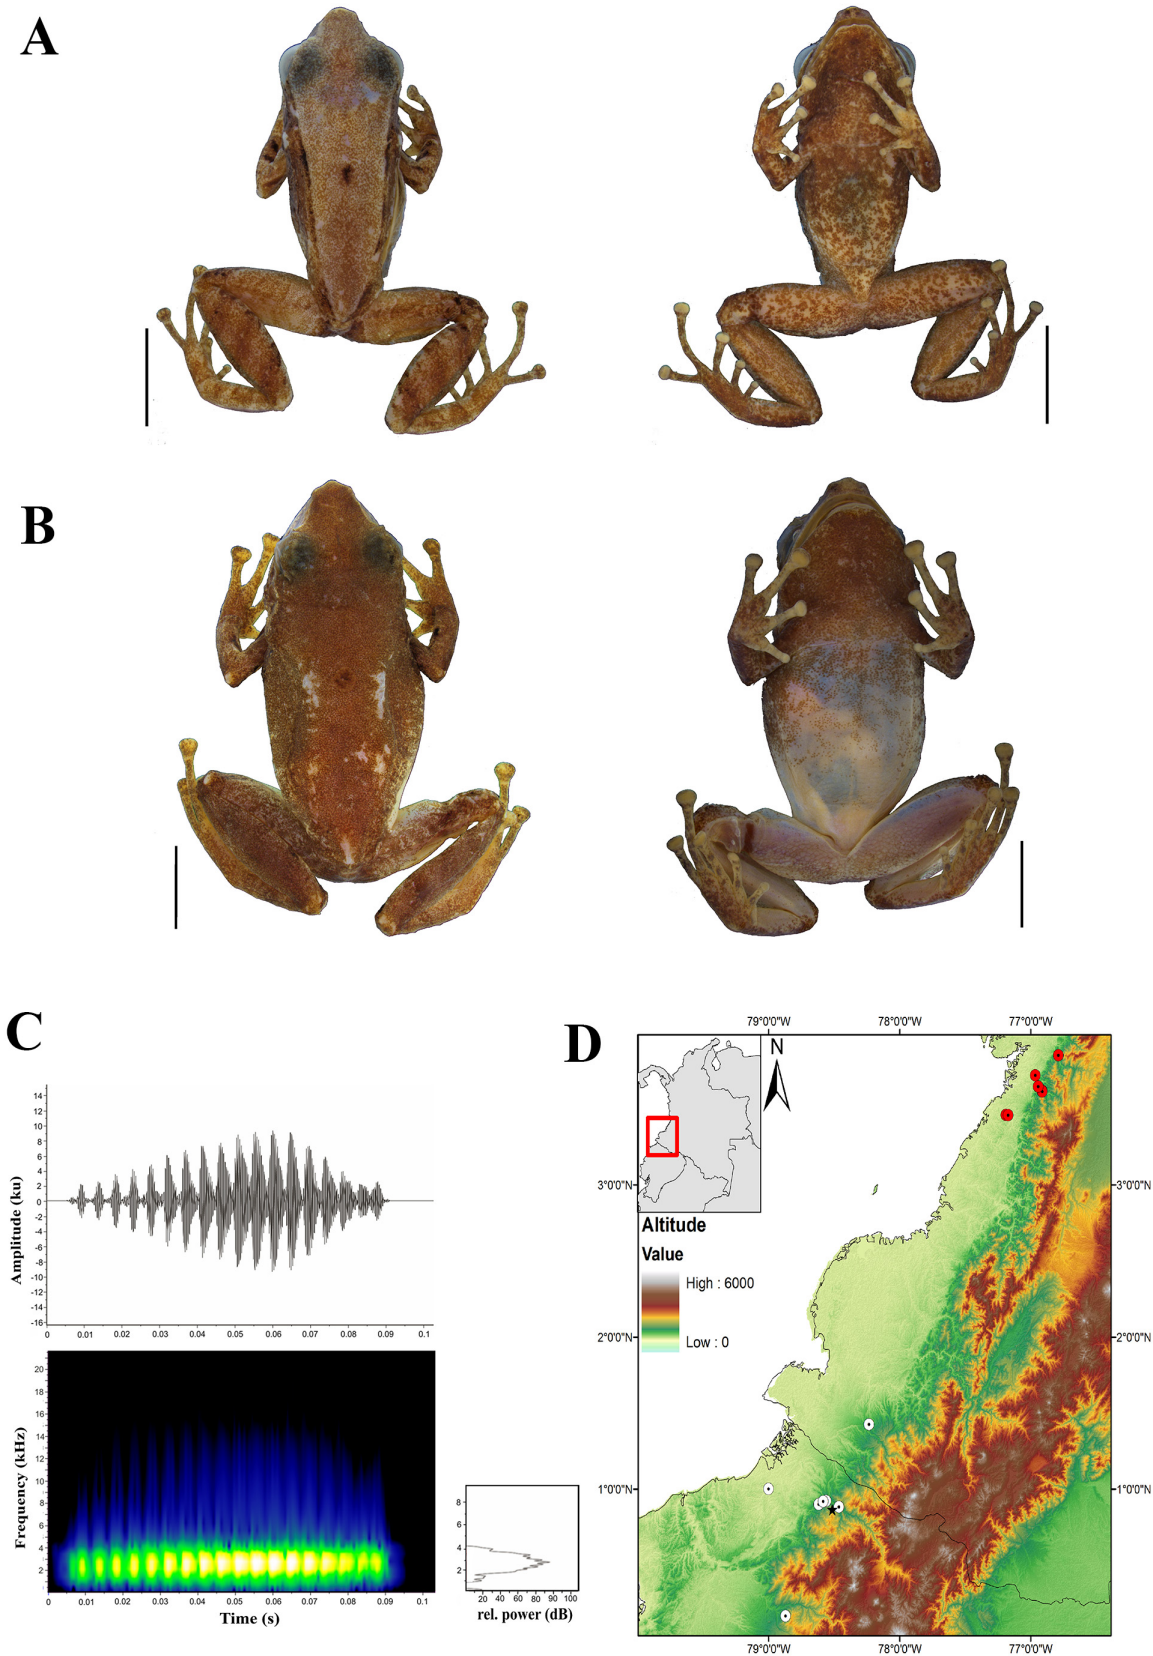 A
B
C
14
12
10
8
6
4
2
0
-2
-4
-6
-8
-10
-12
-14
-16
Amplitude (ku)
0 0.01 0.02 0.03 0.04 0.05 0.06 0.07 0.08 0.09 0.1
20
18
16
14
12
10
8
6
4
2
Frequency (kHz)
0 0.01 0.02 0.03 0.04 0.05 0.06 0.07 0.08 0.09 0.1
Time (s)
8
6
4
2
20 40 60 80 90 100
rel. power (dB)
D
79°0'0"W 78°0'0"W 77°0'0"W
N
3°0'0"N 3°0'0"N
Altitude
Value
High : 6000
Low : 0
2°0'0"N 2°0'0"N
1°0'0"N 1°0'0"N
79°0'0"W 78°0'0"W 77°0'0"W